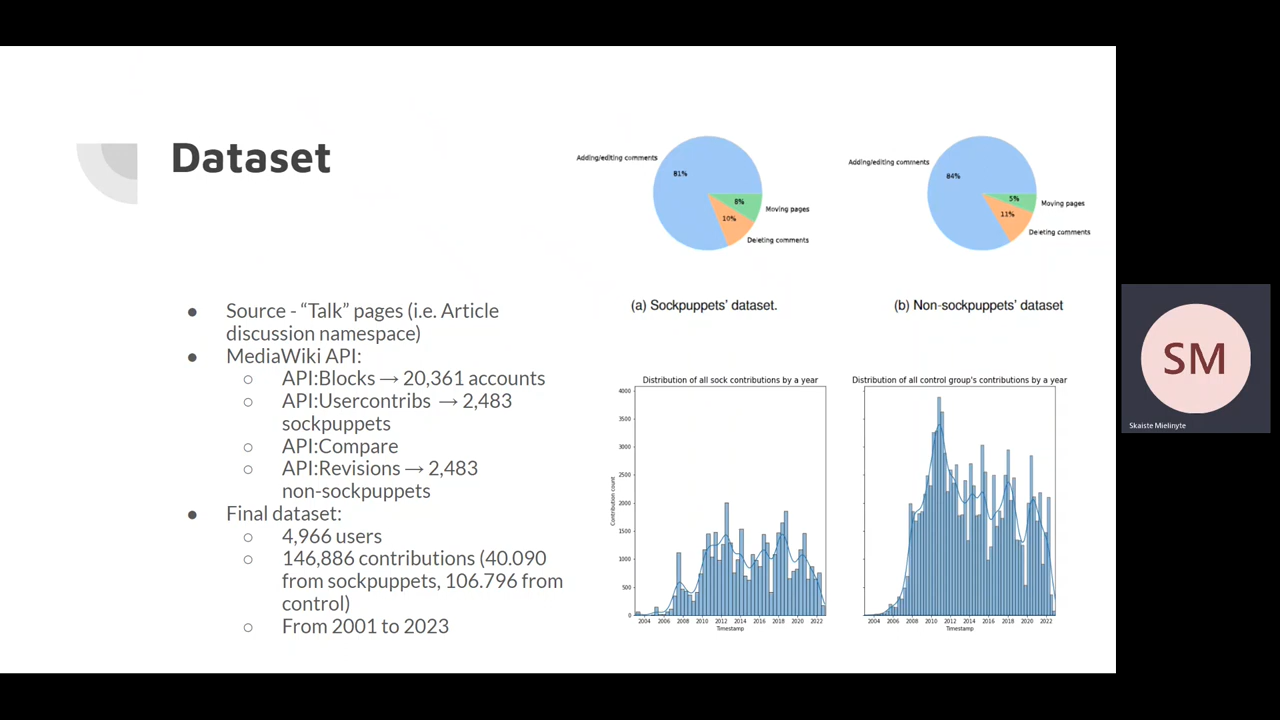 Dataset
● Source - “Talk” pages (i.e. Article
discussion namespace)
● MediaWiki API:
○ API:Blocks → 20,361 accounts
○ API:Usercontribs → 2,483
sockpuppets
○ API:Compare
○ API:Revisions → 2,483
non-sockpuppets
● Final dataset:
○ 4,966 users
○ 146,886 contributions (40.090
from sockpuppets, 106.796 from
control)
○ From 2001 to 2023
Adding/editing comments
81%
8%
Moving pages
10%
Deleting comments
(a) Sockpuppets’ dataset.
Adding/editing comments
84%
5%
Moving pages
11%
Deleting comments
(b) Non-sockpuppets’ dataset
Distribution of all sock contributions by a year
4000
3500
3000
2500
2000
1500
1000
500
0
Contribution count
2004 2006 2008 2010 2012 2014 2016 2018 2020 2022
Timestamp
Distribution of all control group's contributions by a year
2004 2006 2008 2010 2012 2014 2016 2018 2020 2022
Timestamp
SM
Skaiste Mielinyte